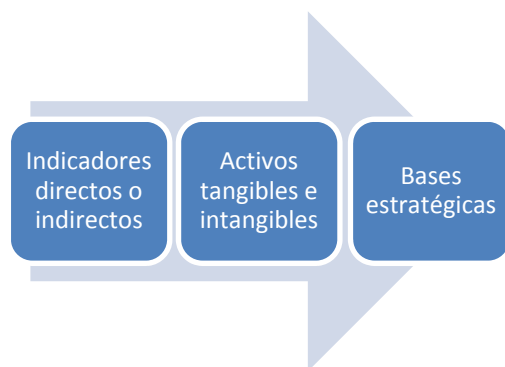 Indicadores
directos o
indirectos
Activos
tangibles e
intangibles
Bases
estratégicas